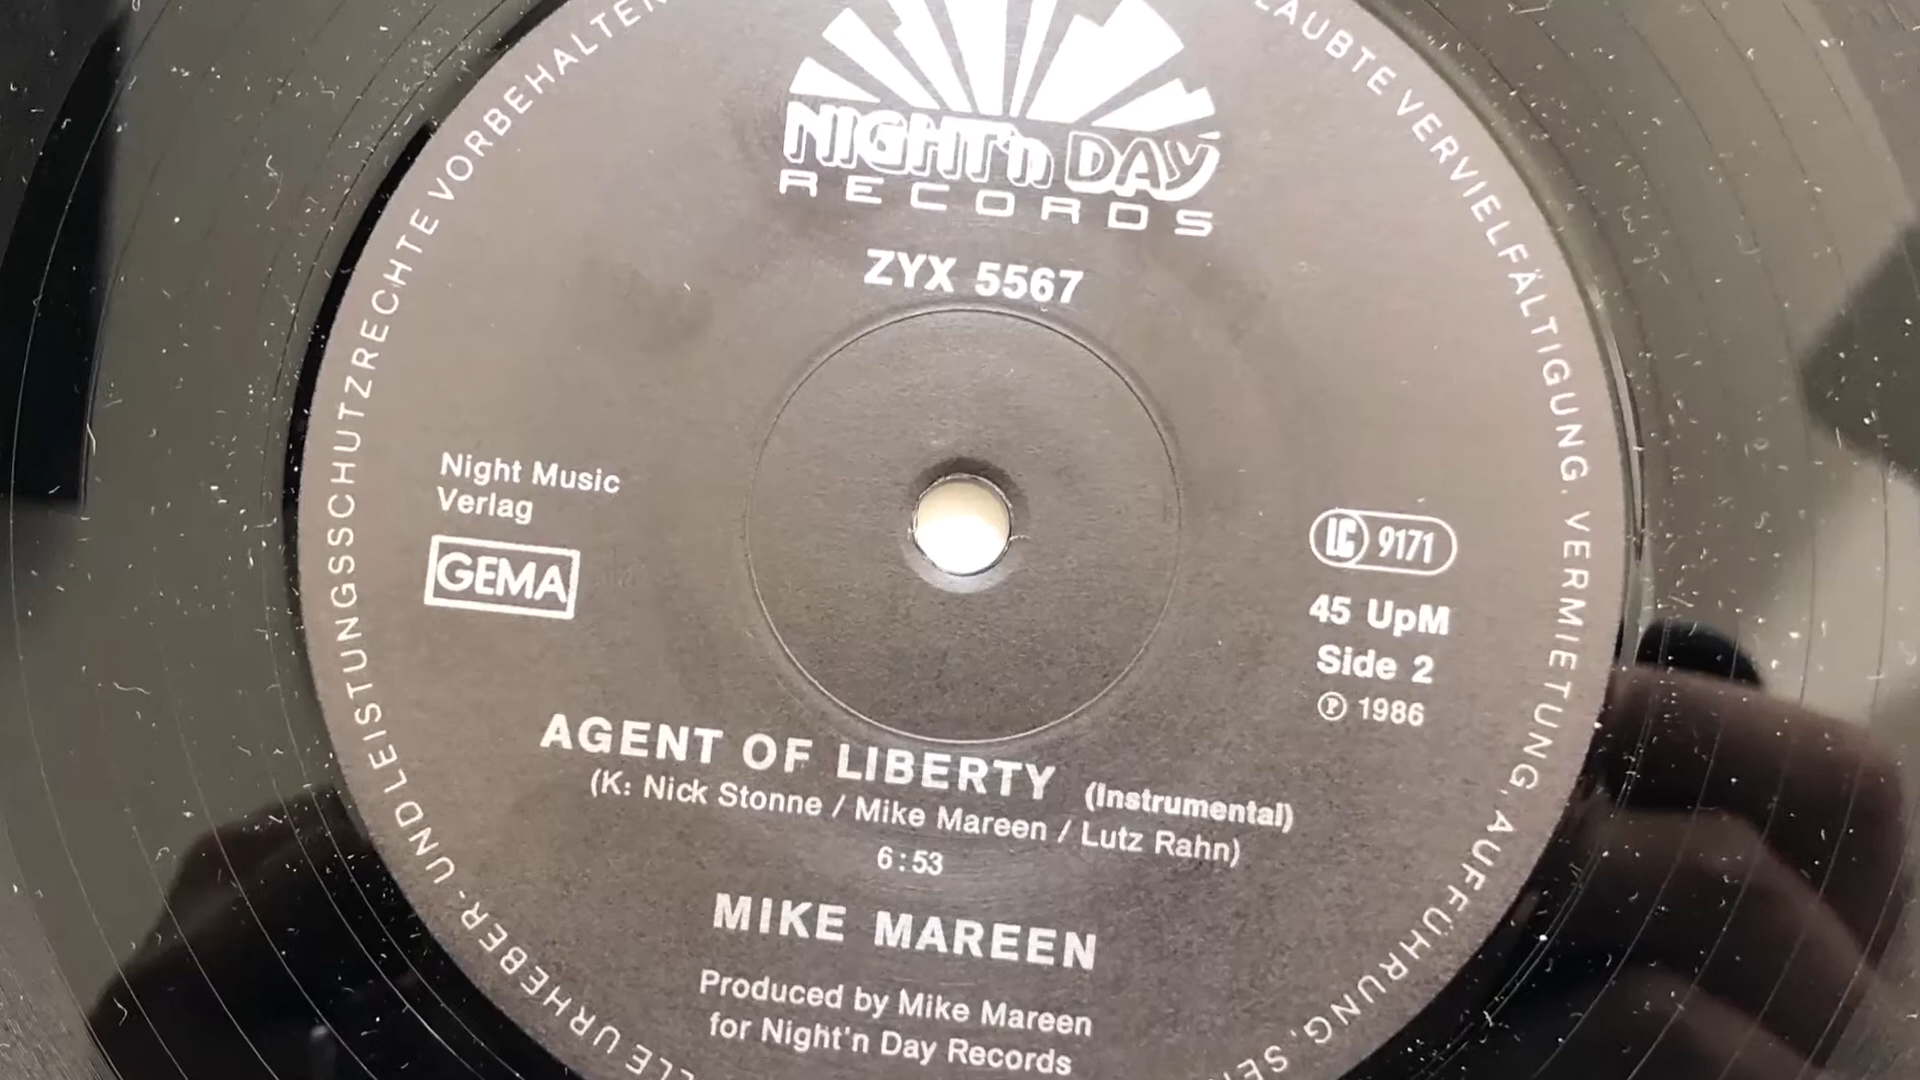 NIGHT'n DAY
RECORDS
ZYX 5567
Night Music
Verlag
GEMA
LC 9171
45 UpM
Side 2
℗ 1986
AGENT OF LIBERTY (Instrumental)
(K: Nick Stonne / Mike Mareen / Lutz Rahn)
6:53
MIKE MAREEN
Produced by Mike Mareen
for Night'n Day Records
URHEBER- UND LEISTUNGSSCHUTZRECHTE VORBEHALTEN
VERVIELFÄLTIGUNG, VERMIETUNG, AUFFÜHRUNG,